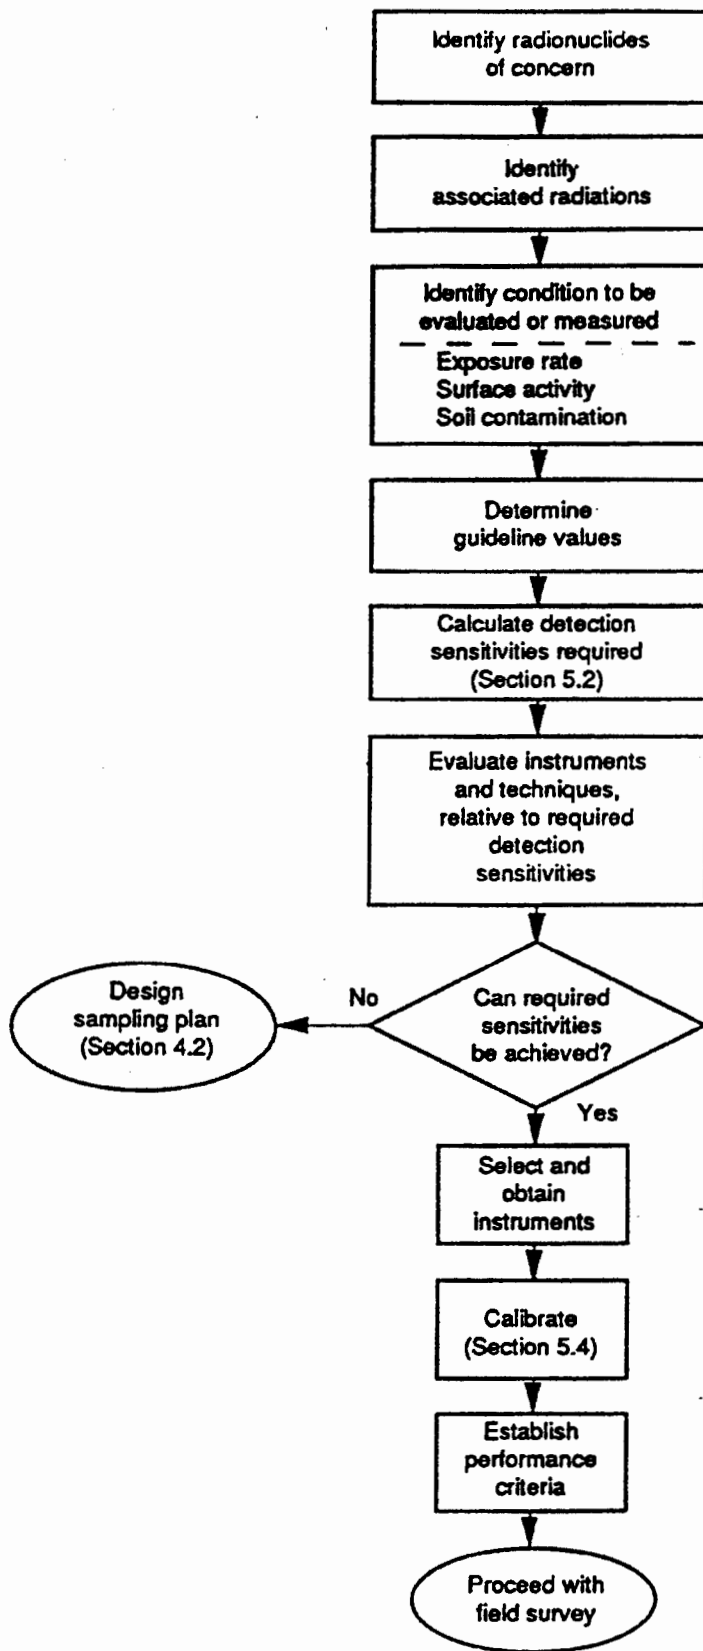 Identify radionuclides
of concern
Identify
associated radiations
Identify condition to be
evaluated or measured
Exposure rate
Surface activity
Soil contamination
Determine
guideline values
Calculate detection
sensitivities required
(Section 5.2)
Evaluate instruments
and techniques,
relative to required
detection
sensitivities
Can required
sensitivities
be achieved?
No
Design
sampling plan
(Section 4.2)
Yes
Select and
obtain
instruments
Calibrate
(Section 5.4)
Establish
performance
criteria
Proceed with
field survey